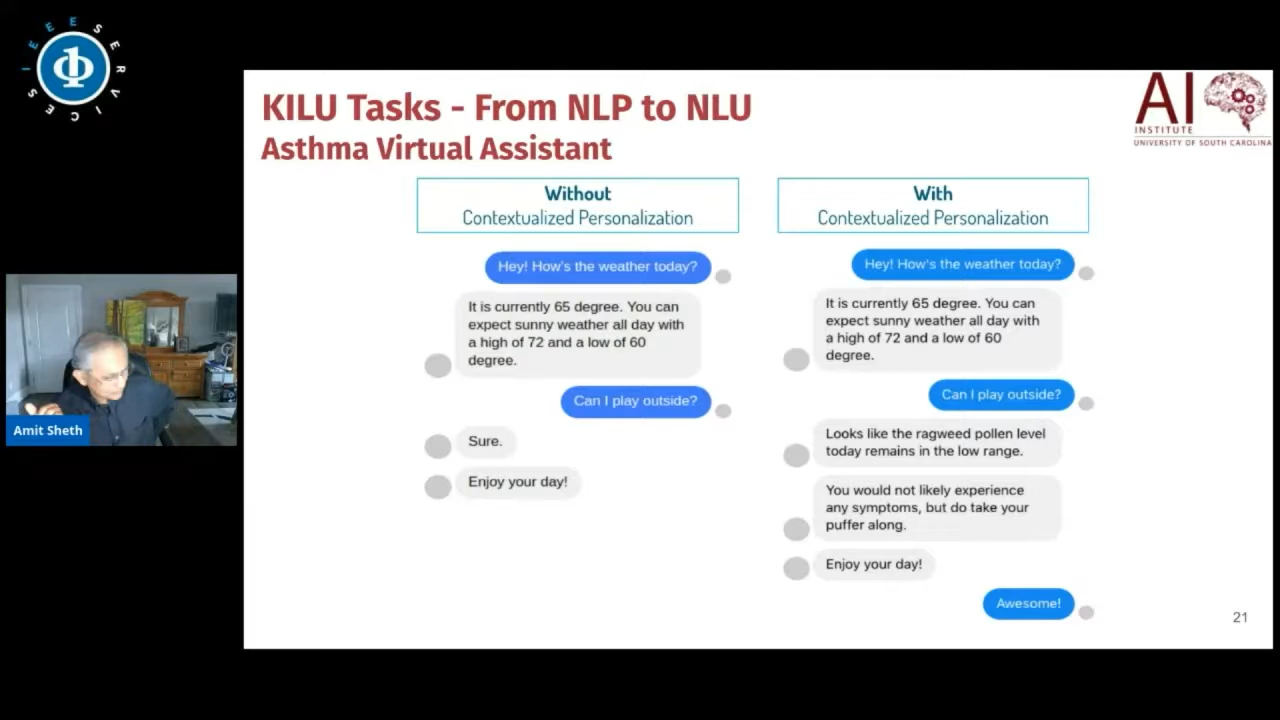 IEEE SERVICES
AI
INSTITUTE
UNIVERSITY OF SOUTH CAROLINA
KILU Tasks - From NLP to NLU
Asthma Virtual Assistant
Without
Contextualized Personalization
Hey! How's the weather today?
It is currently 65 degree. You can
expect sunny weather all day with
a high of 72 and a low of 60
degree.
Can I play outside?
Sure.
Enjoy your day!
With
Contextualized Personalization
Hey! How's the weather today?
It is currently 65 degree. You can
expect sunny weather all day with
a high of 72 and a low of 60
degree.
Can I play outside?
Looks like the ragweed pollen level
today remains in the low range.
You would not likely experience
any symptoms, but do take your
puffer along.
Enjoy your day!
Awesome!
Amit Sheth
21